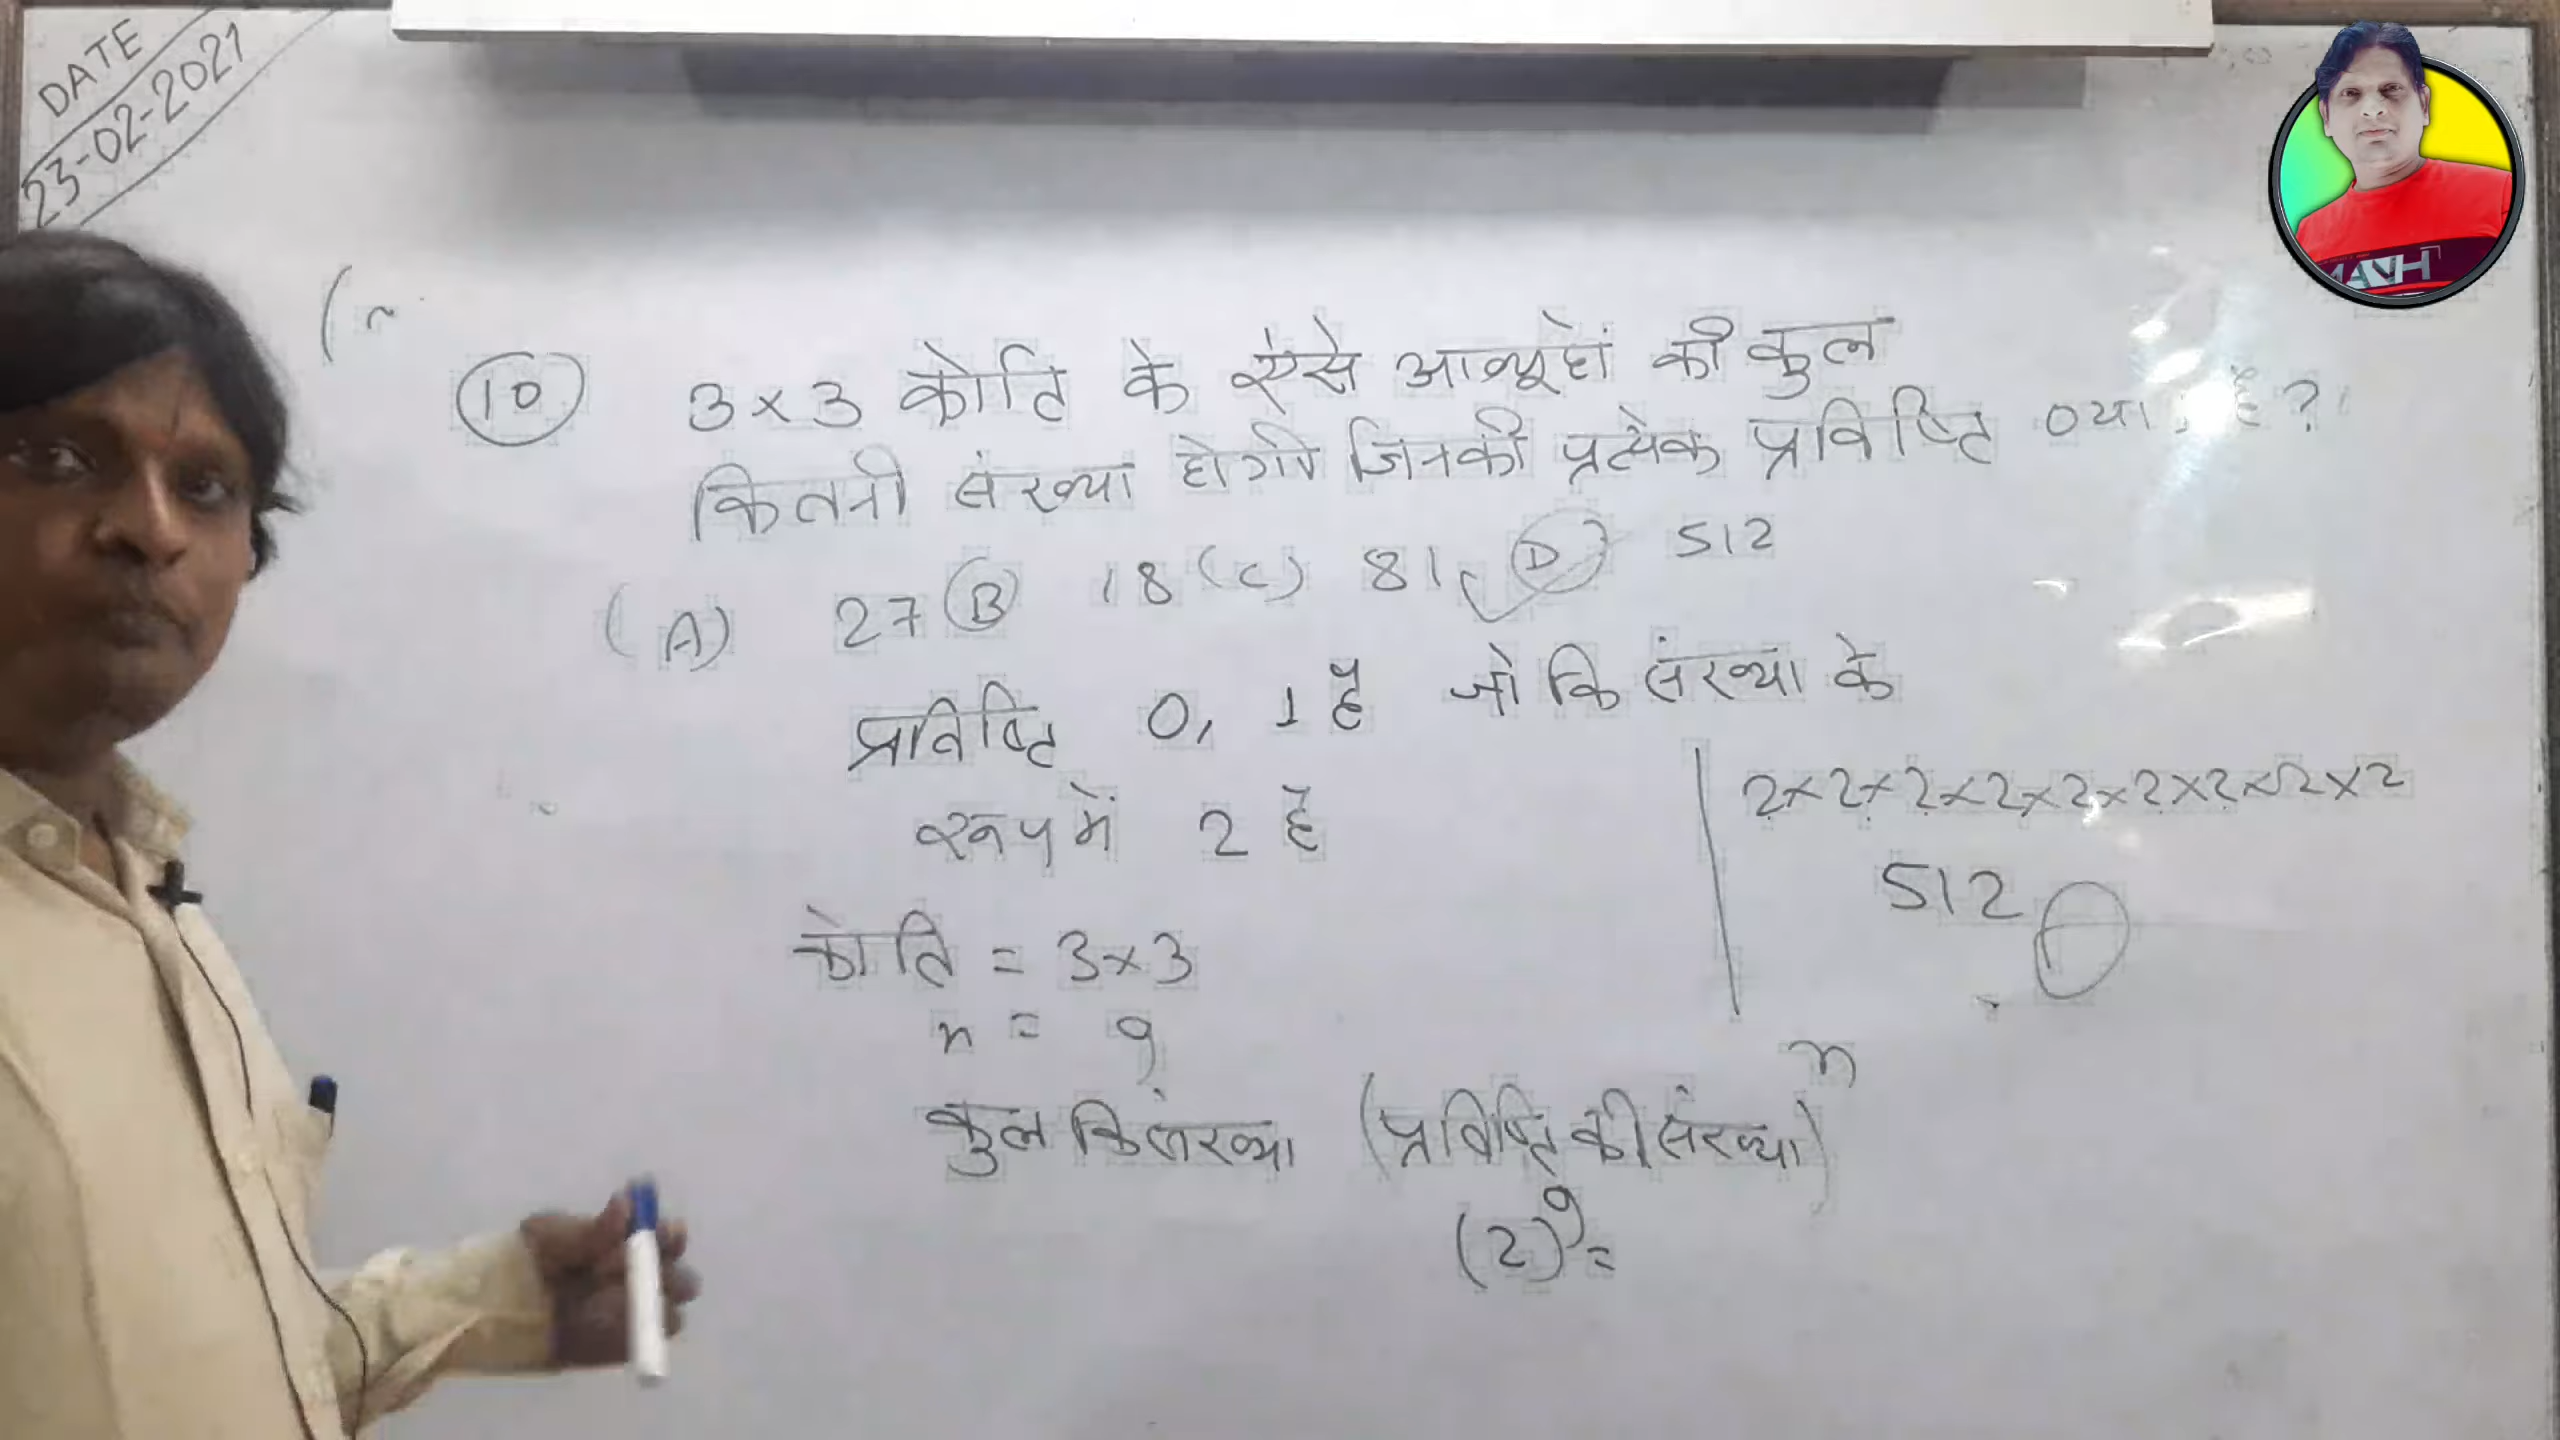 DATE
23-02-2021
(n
10 3×3 कोटि के ऐसे आव्यूहों की कुल
कितनी संख्या होगी जिनकी प्रत्येक प्रविष्टि 0 या 1 है ?
(A) 27 (B) 18 (C) 81 (D) 512
प्रविष्टि 0, 1 है जो कि संख्या के
रूप में 2 है
2×2×2×2×2×2×2×2×2
512
कोटि = 3×3
n = 9
कुल कि संख्या (प्रविष्टि की संख्या)ⁿ
(2)⁹=